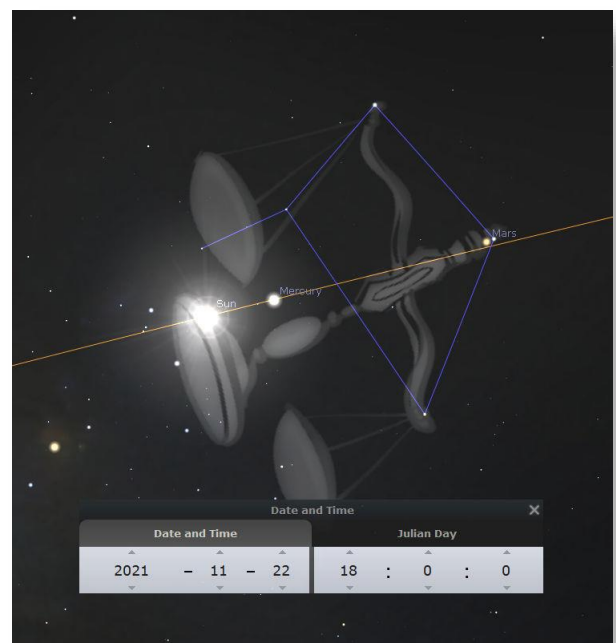 Mars
Mercury
Sun
Date and Time
Date and Time Julian Day
2021 - 11 - 22 18 : 0 : 0